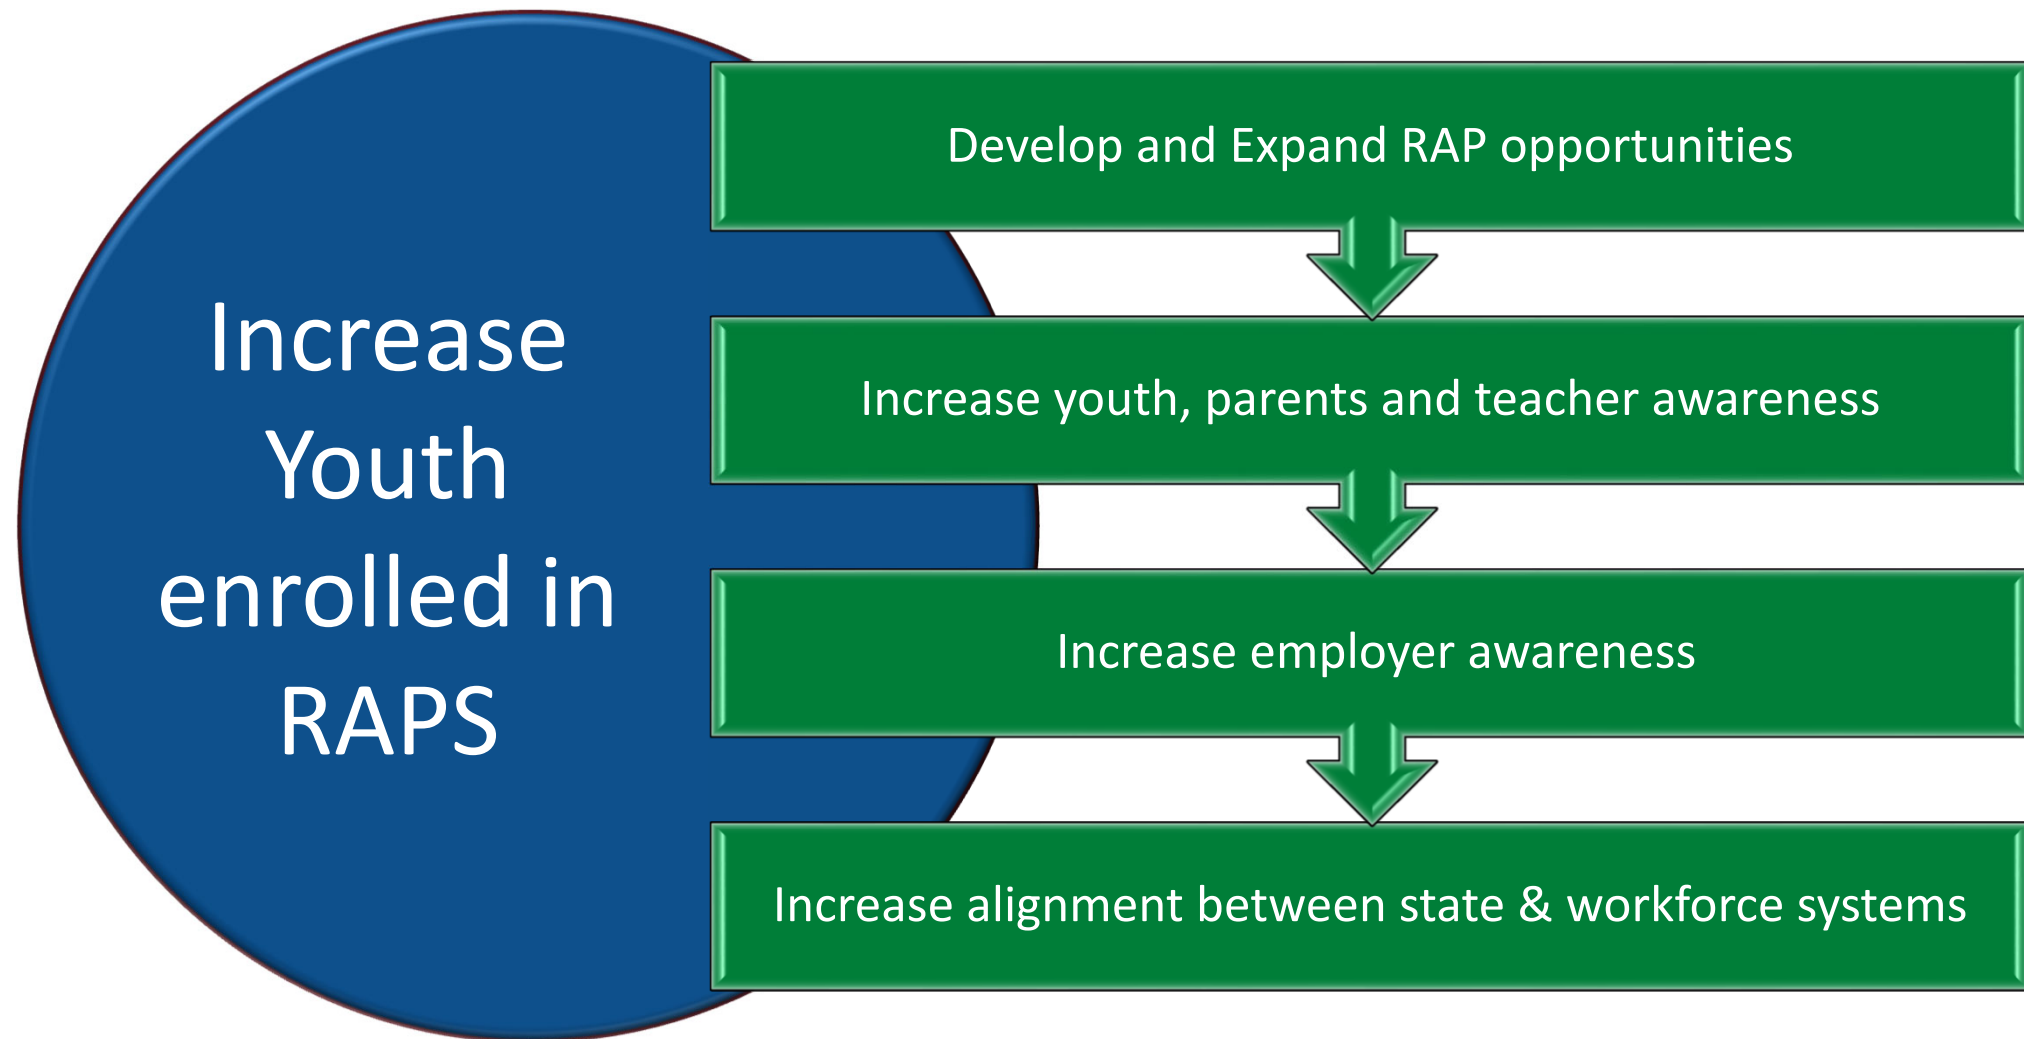 Increase
Youth
enrolled in
RAPS
Develop and Expand RAP opportunities
Increase youth, parents and teacher awareness
Increase employer awareness
Increase alignment between state & workforce systems